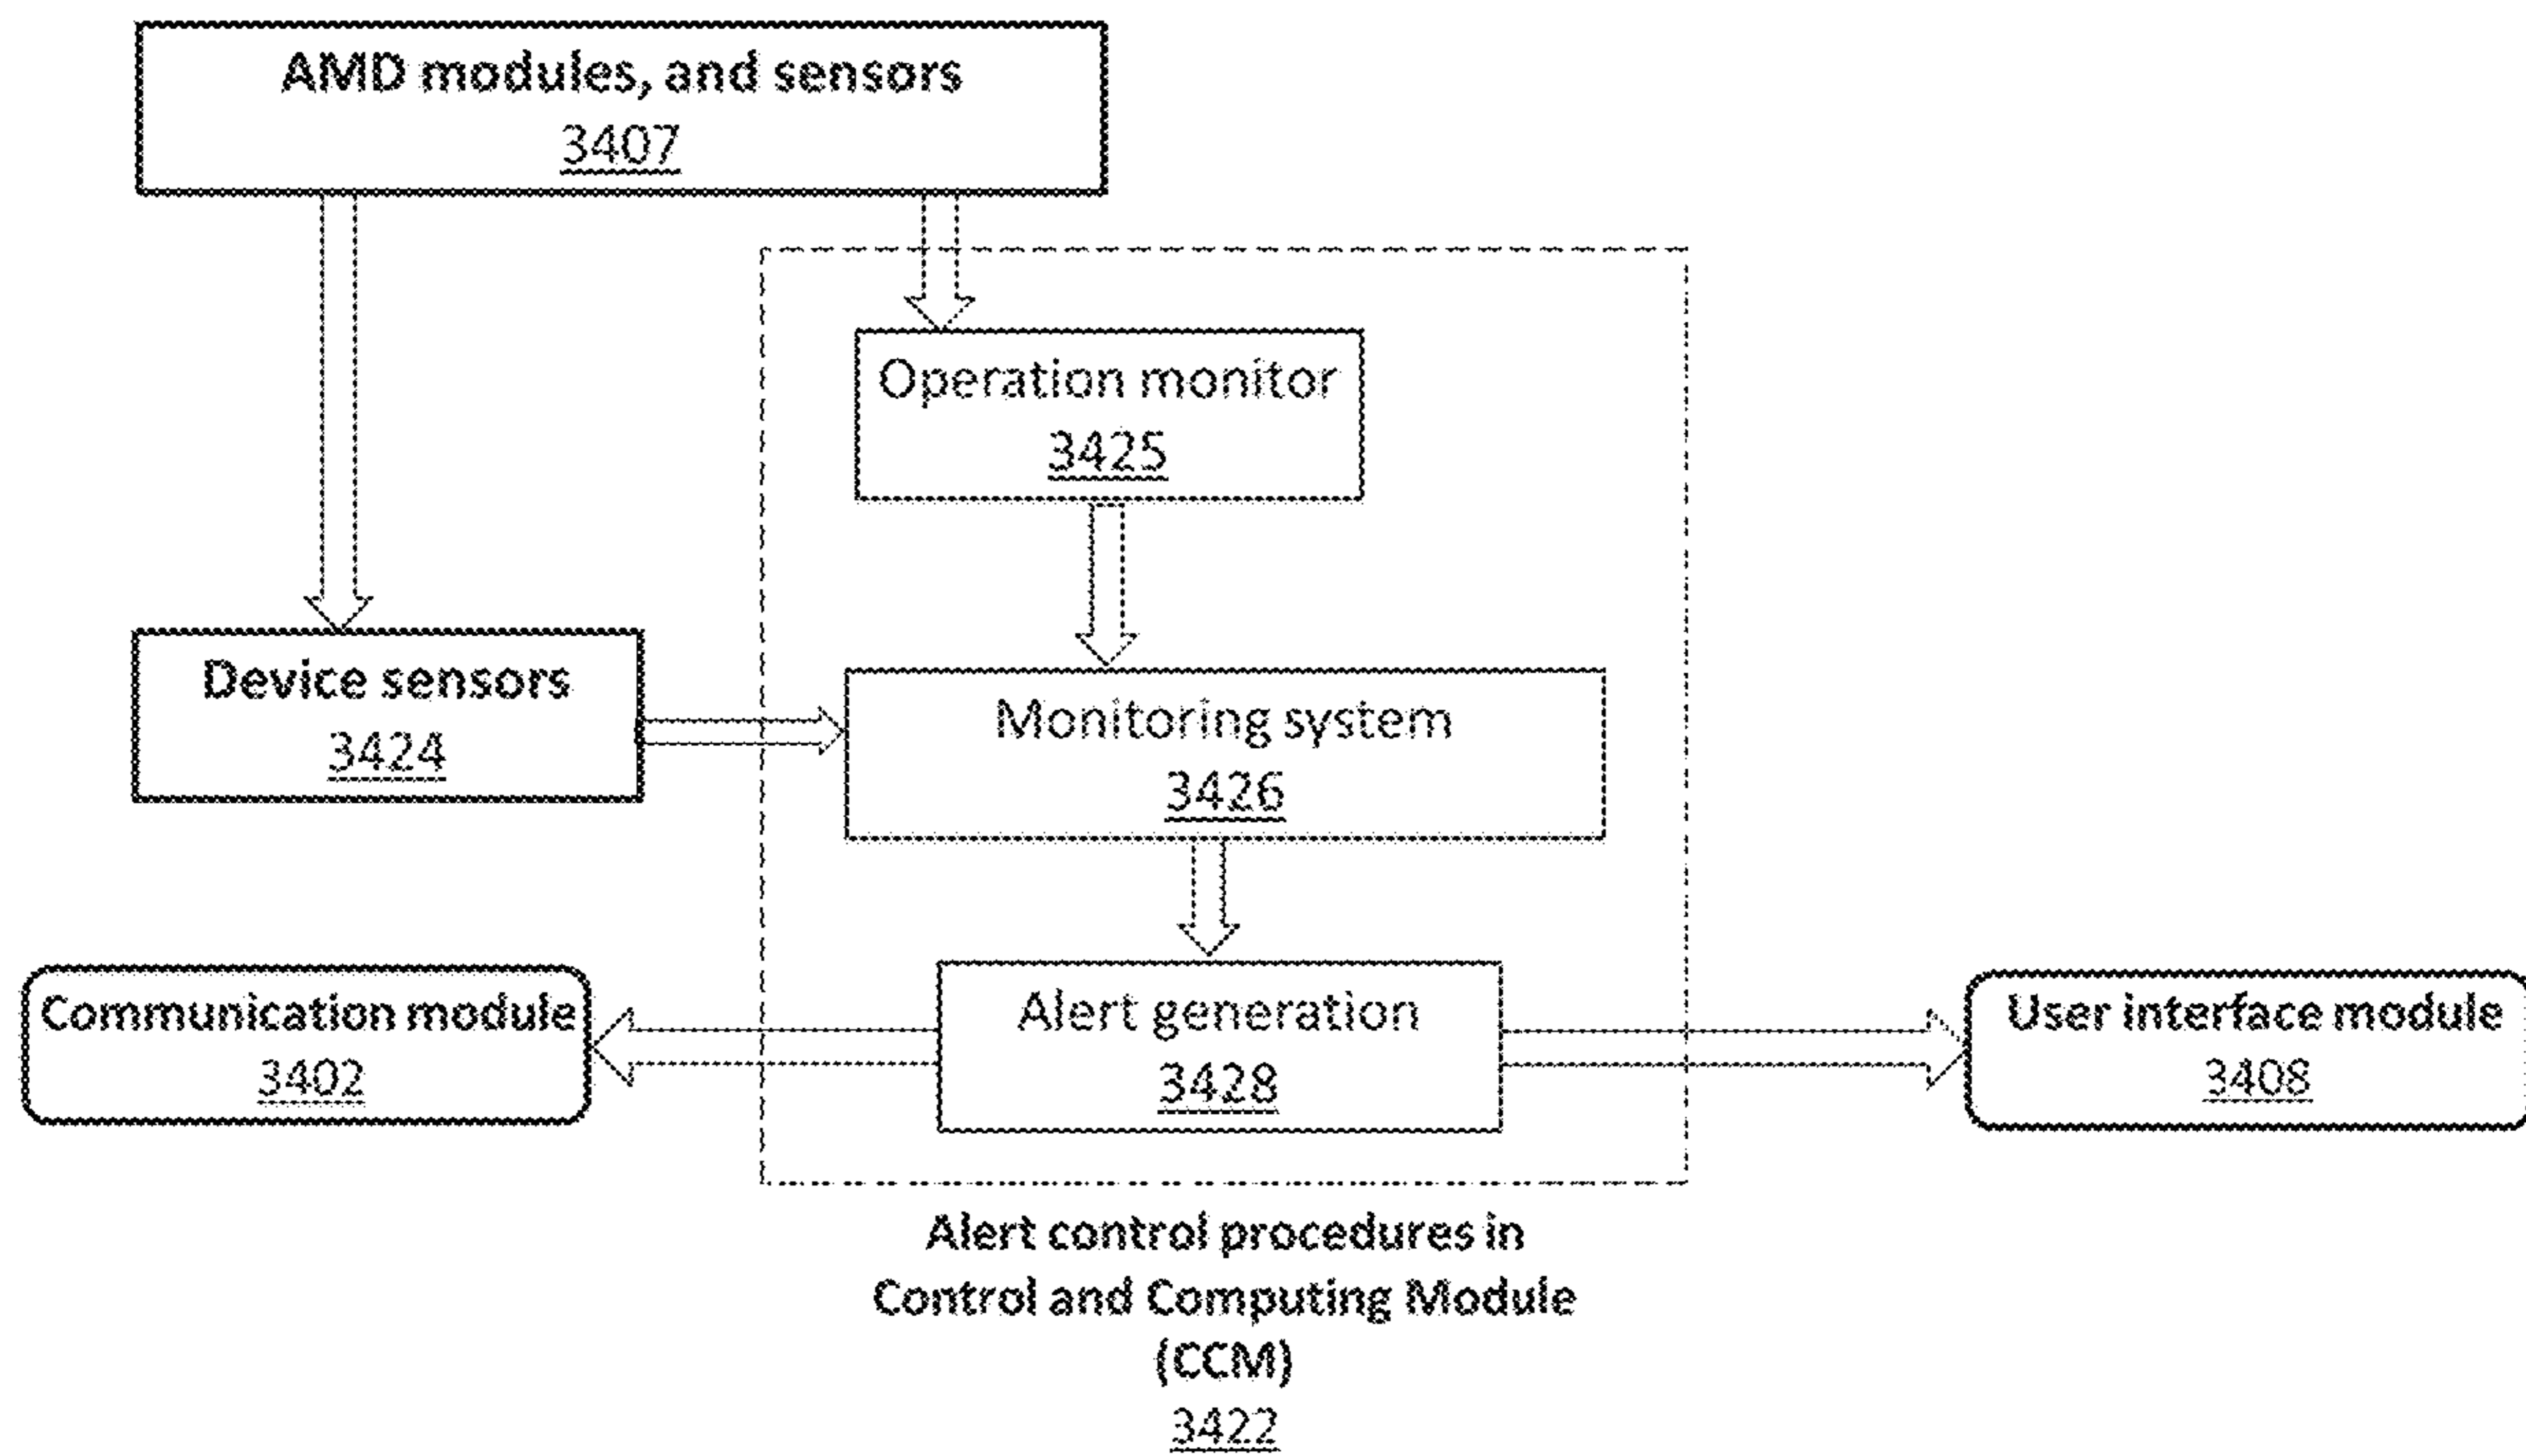 AMD modules, and sensors
3407
Operation monitor
3425
Device sensors
3424
Monitoring system
3426
Communication module
3402
Alert generation
3428
User interface module
3408
Alert control procedures in
Control and Computing Module
(CCM)
3422